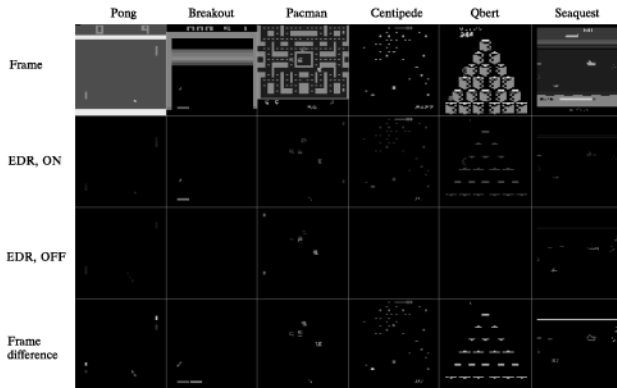 Pong Breakout Pacman Centipede Qbert Seaquest
Frame
EDR, ON
EDR, OFF
Frame
difference